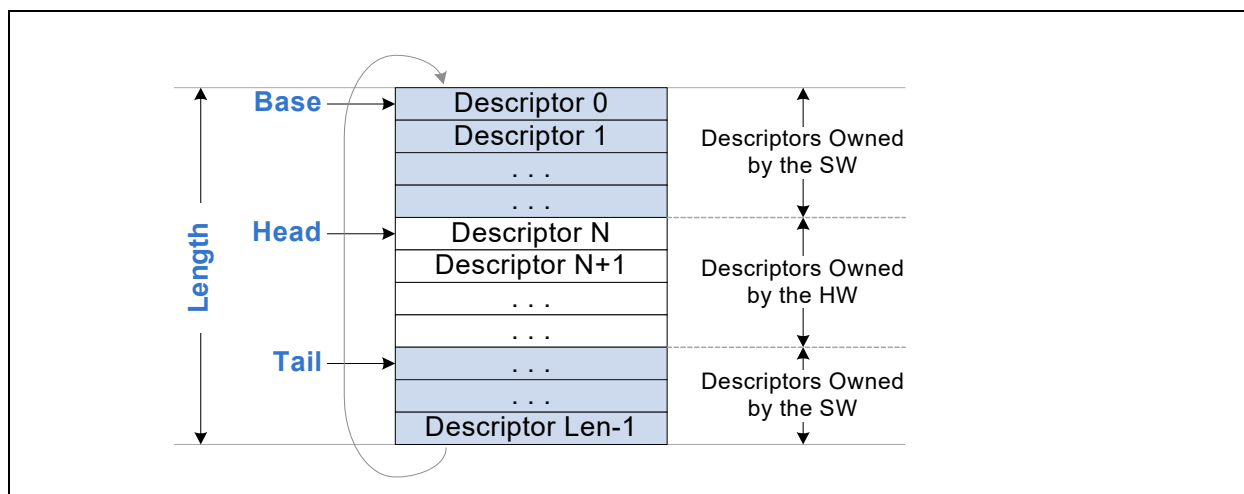 Base
Descriptor 0
Descriptor 1
. . .
. . .
Descriptors Owned
by the SW
Length
Head
Descriptor N
Descriptor N+1
. . .
. . .
Descriptors Owned
by the HW
Tail
. . .
. . .
Descriptor Len-1
Descriptors Owned
by the SW